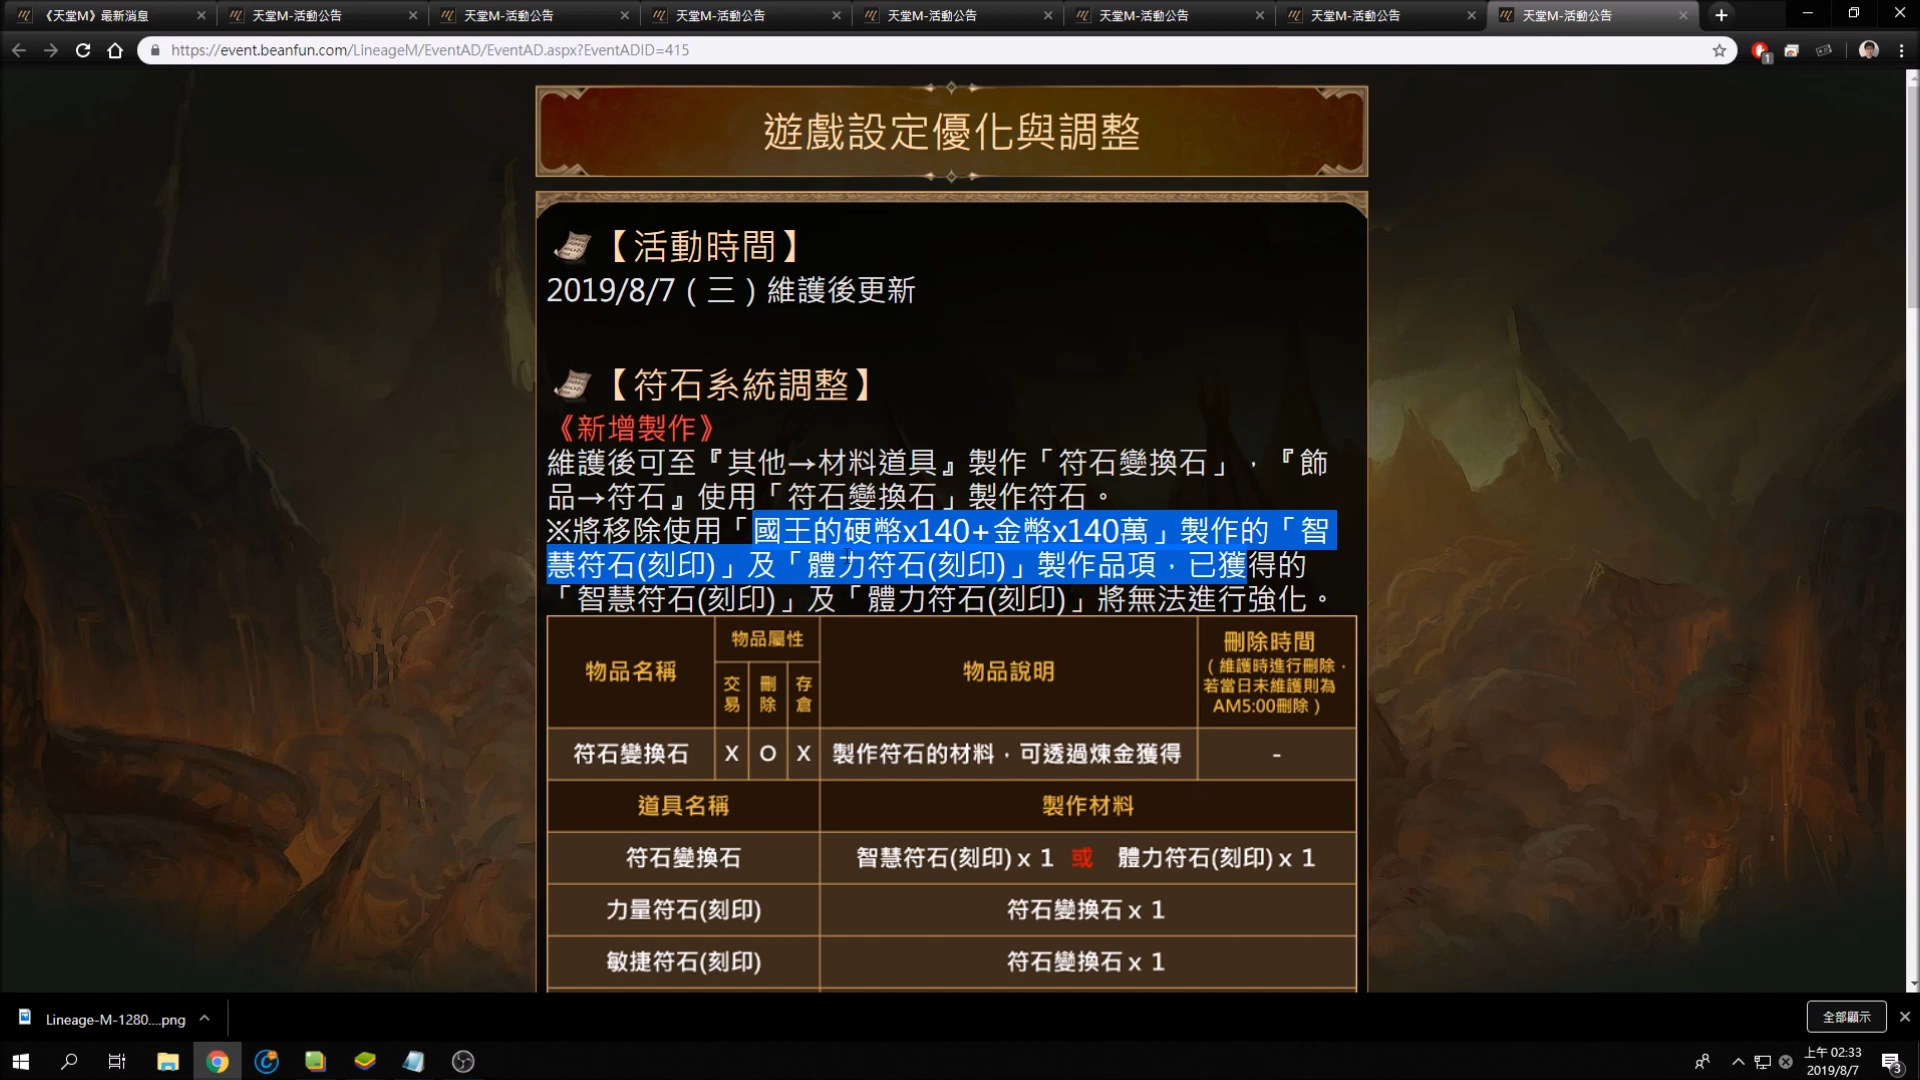 《天堂M》最新消息
天堂M-活動公告
天堂M-活動公告
天堂M-活動公告
天堂M-活動公告
天堂M-活動公告
天堂M-活動公告
天堂M-活動公告
https://event.beanfun.com/LineageM/EventAD/EventAD.aspx?EventADID=415
1
遊戲設定優化與調整
【活動時間】
2019/8/7（三）維護後更新
【符石系統調整】
《新增製作》
維護後可至『其他→材料道具』製作「符石變換石」，『飾
品→符石』使用「符石變換石」製作符石。
※將移除使用「國王的硬幣x140+金幣x140萬」製作的「智
慧符石(刻印)」及「體力符石(刻印)」製作品項，已獲得的
「智慧符石(刻印)」及「體力符石(刻印)」將無法進行強化。
物品名稱
物品屬性
交易
刪除
存倉
物品說明
刪除時間
（維護時進行刪除，
若當日未維護則為
AM5:00刪除）
符石變換石 X O X 製作符石的材料，可透過煉金獲得 -
道具名稱 製作材料
符石變換石 智慧符石(刻印) x 1 或 體力符石(刻印) x 1
力量符石(刻印) 符石變換石 x 1
敏捷符石(刻印) 符石變換石 x 1
Lineage-M-1280....png
全部顯示
上午 02:33
2019/8/7
3